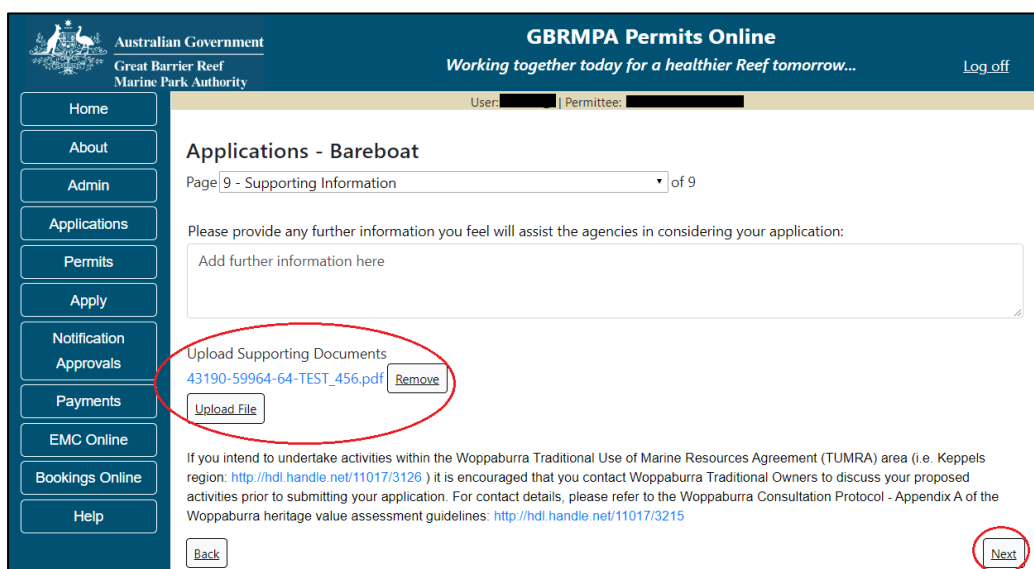 Australian Government
Great Barrier Reef
Marine Park Authority
GBRMPA Permits Online
Working together today for a healthier Reef tomorrow...
Log off
User: | Permittee:
Home
About
Admin
Applications
Permits
Apply
Notification
Approvals
Payments
EMC Online
Bookings Online
Help
Applications - Bareboat
Page 9 - Supporting Information of 9
Please provide any further information you feel will assist the agencies in considering your application:
Add further information here
Upload Supporting Documents
43190-59964-64-TEST_456.pdf Remove
Upload File
If you intend to undertake activities within the Woppaburra Traditional Use of Marine Resources Agreement (TUMRA) area (i.e. Keppels
region: http://hdl.handle.net/11017/3126 ) it is encouraged that you contact Woppaburra Traditional Owners to discuss your proposed
activities prior to submitting your application. For contact details, please refer to the Woppaburra Consultation Protocol - Appendix A of the
Woppaburra heritage value assessment guidelines: http://hdl.handle.net/11017/3215
Back Next